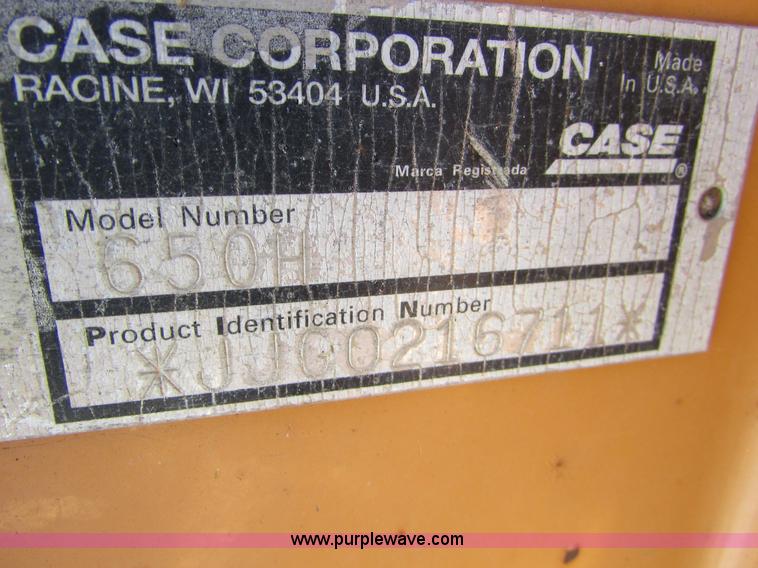 CASE CORPORATION
RACINE, WI 53404 U.S.A.
Made
In U.S.A.
CASE
Marca Registrada ®
Model Number
650H
Product Identification Number
*JJG0216711*
www.purplewave.com